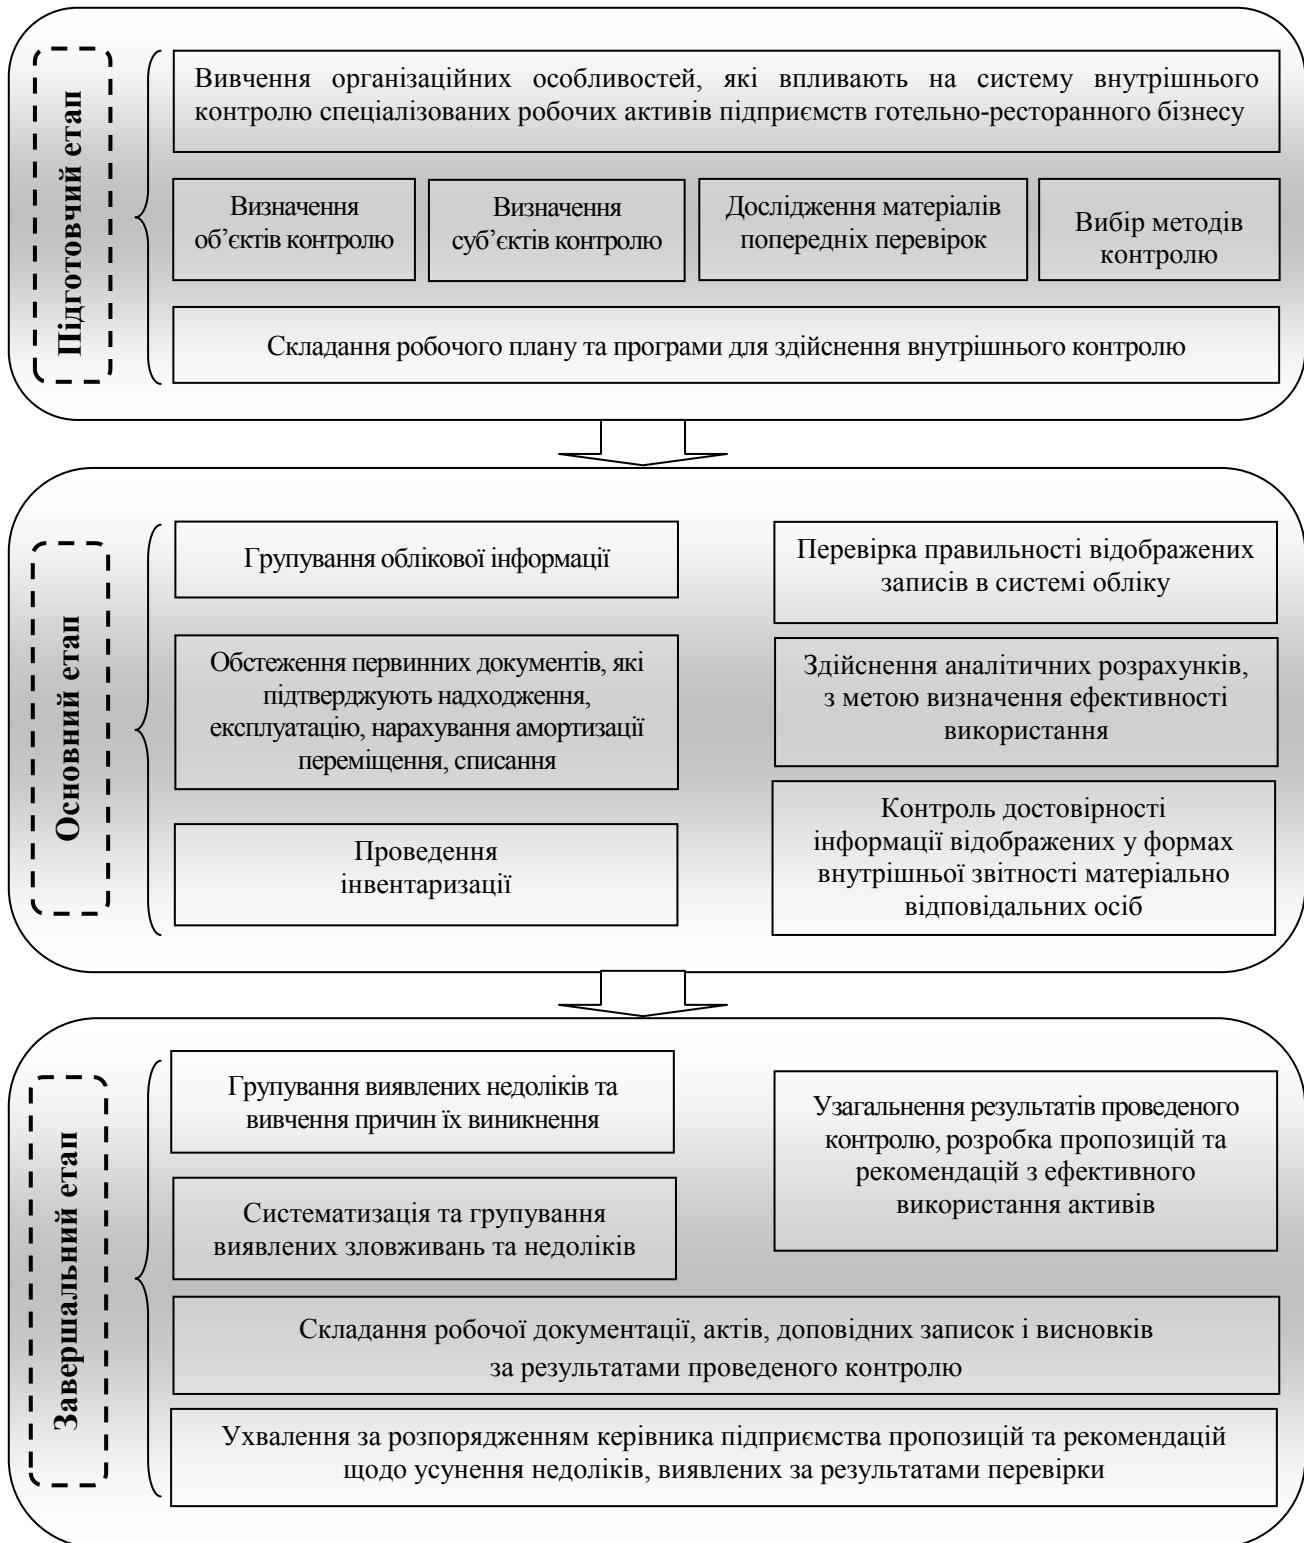 Підготовчий етап
Вивчення організаційних особливостей, які впливають на систему внутрішнього
контролю спеціалізованих робочих активів підприємств готельно-ресторанного бізнесу
Визначення
об’єктів контролю
Визначення
суб’єктів контролю
Дослідження матеріалів
попередніх перевірок
Вибір методів
контролю
Складання робочого плану та програми для здійснення внутрішнього контролю
Основний етап
Групування облікової інформації
Обстеження первинних документів, які
підтверджують надходження,
експлуатацію, нарахування амортизації
переміщення, списання
Проведення
інвентаризації
Перевірка правильності відображених
записів в системі обліку
Здійснення аналітичних розрахунків,
з метою визначення ефективності
використання
Контроль достовірності
інформації відображених у формах
внутрішньої звітності матеріально
відповідальних осіб
Завершальний етап
Групування виявлених недоліків та
вивчення причин їх виникнення
Систематизація та групування
виявлених зловживань та недоліків
Узагальнення результатів проведеного
контролю, розробка пропозицій та
рекомендацій з ефективного
використання активів
Складання робочої документації, актів, доповідних записок і висновків
за результатами проведеного контролю
Ухвалення за розпорядженням керівника підприємства пропозицій та рекомендацій
щодо усунення недоліків, виявлених за результатами перевірки